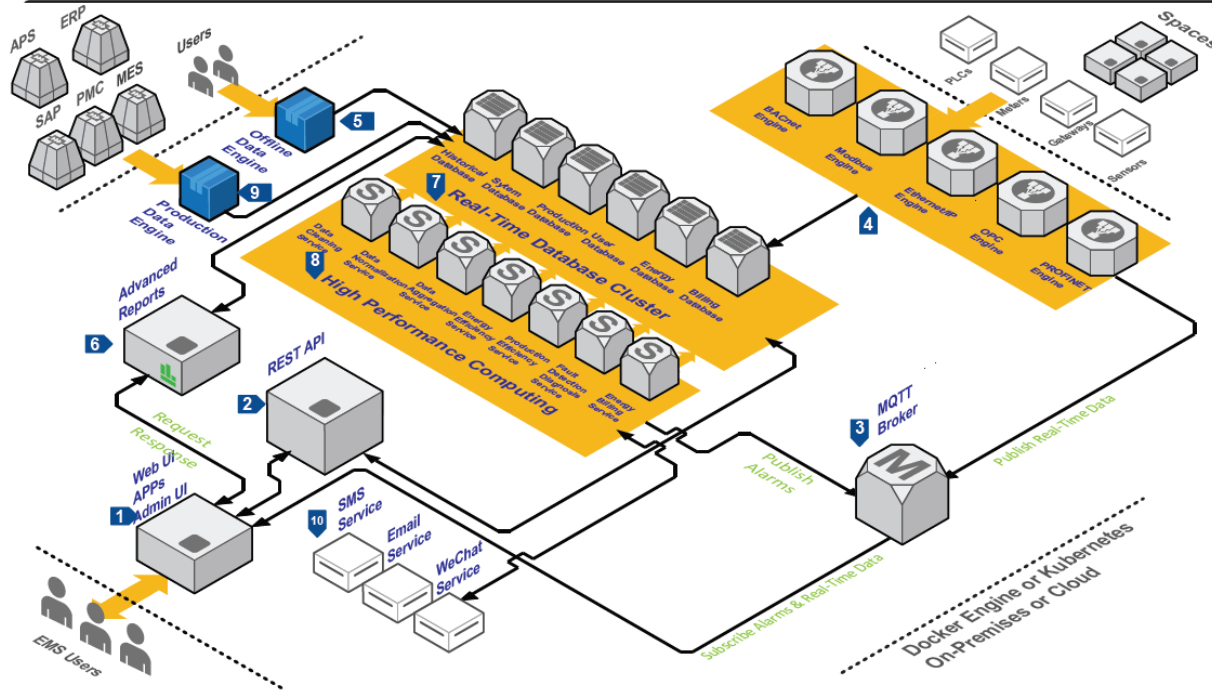 ERP
APS
MES
PMC
SAP
Users
Offline
Data
Engine
5
Production
Data
Engine
9
Spaces
PLCs
Meters
Gateways
Sensors
BACnet
Engine
Modbus
Engine
Ethernet/IP
Engine
OPC
Engine
PROFINET
Engine
4
Historical
Database
Sytem
Database
Production
Database
User
Database
Energy
Database
Billing
Database
7
Real-Time Database Cluster
S
S
S
S
S
S
S
Data
Cleaning
Service
Data
Normalization
Service
Data
Aggregation
Service
Energy
Efficiency
Service
Production
Efficiency
Service
Fault
Detection
Diagnosis
Service
Energy
Billing
Service
8
High Performance Computing
Advanced
Reports
6
REST API
2
Request
Response
Web UI
APPs
Admin UI
1
EMS Users
10
SMS
Service
Email
Service
WeChat
Service
MQTT
Broker
3
M
Publish
Alarms
Publish Real-Time Data
Subscribe Alarms & Real-Time Data
Docker Engine or Kubernetes
On-Premises or Cloud